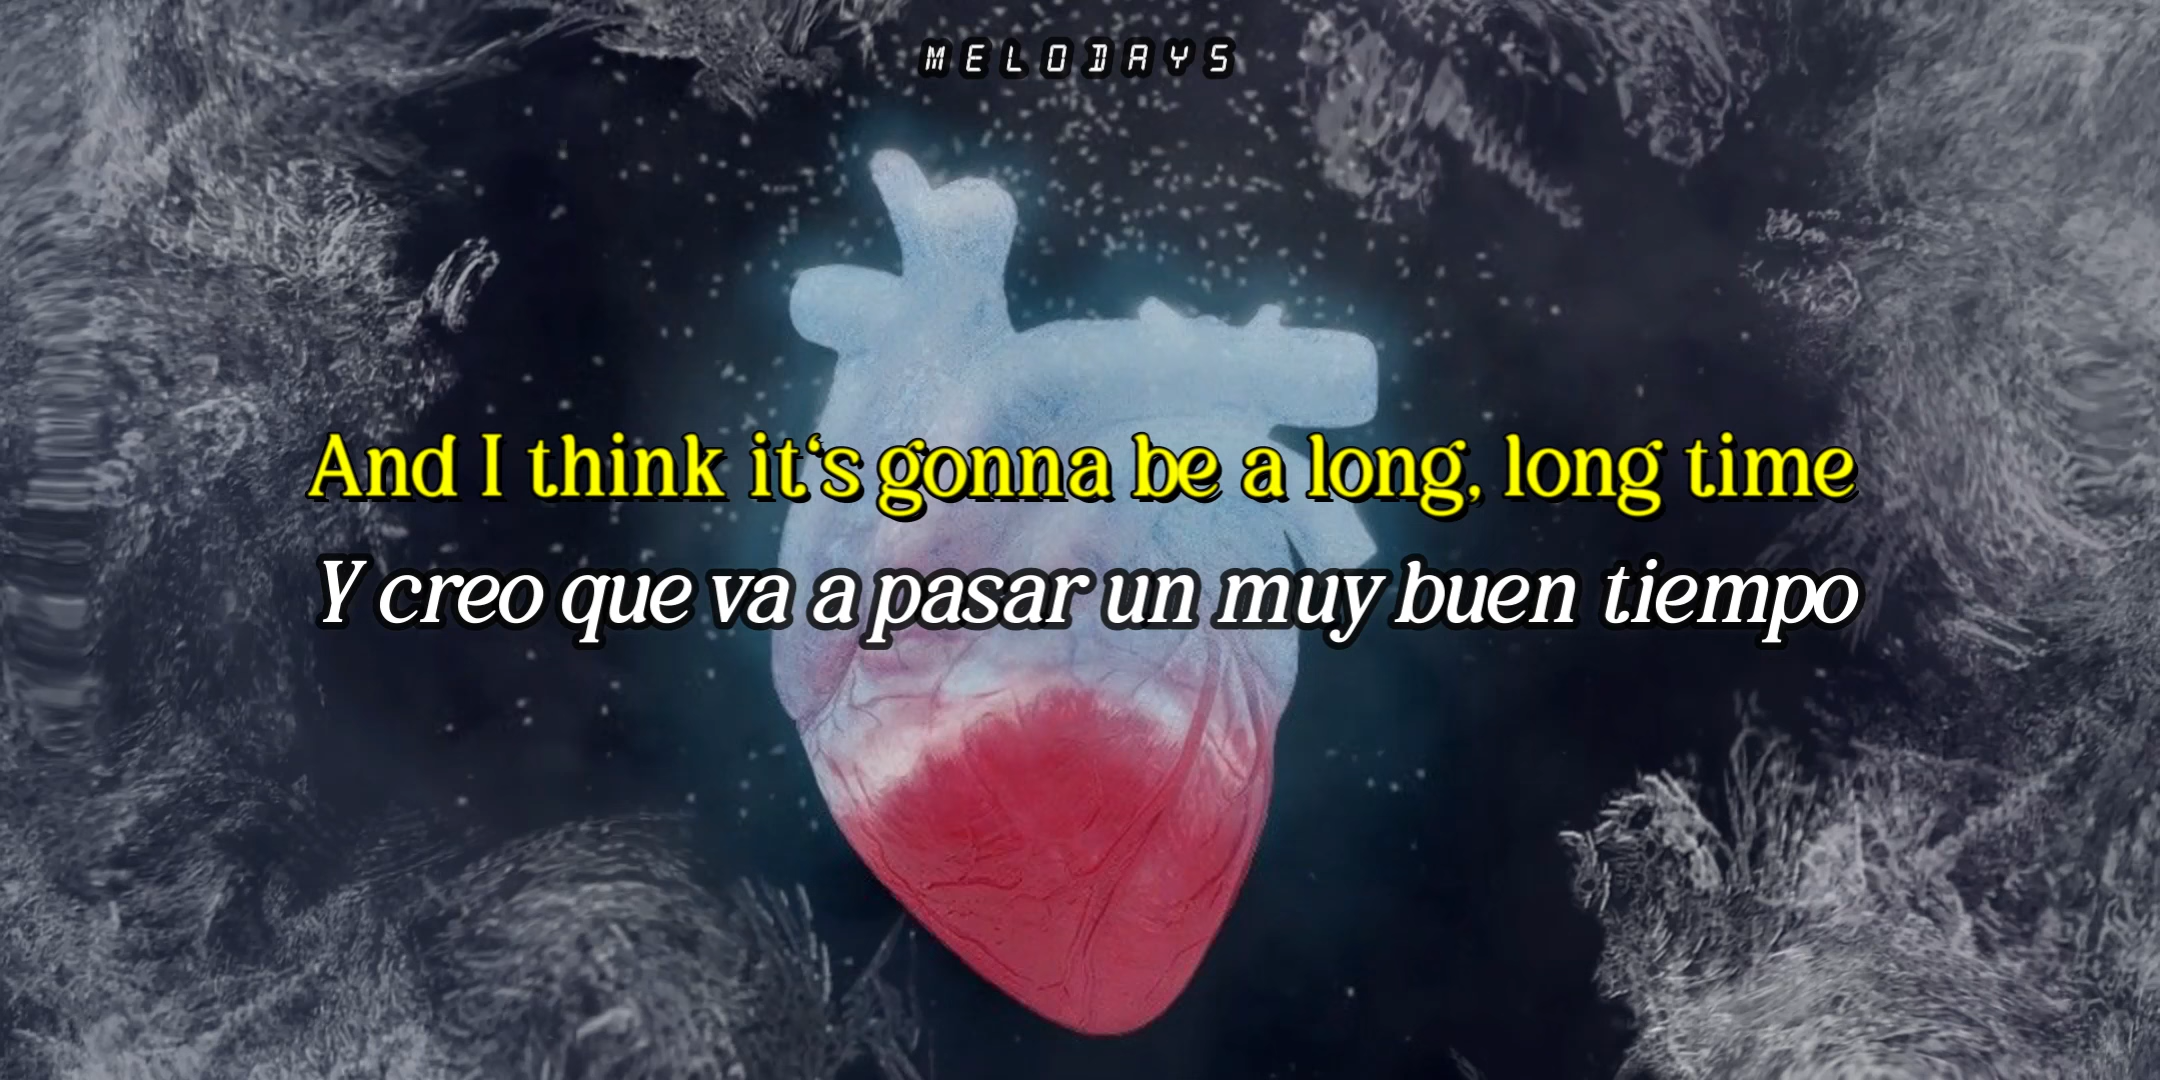 MELODAYS
And I think it‘s gonna be a long, long time
Y creo que va a pasar un muy buen tiempo